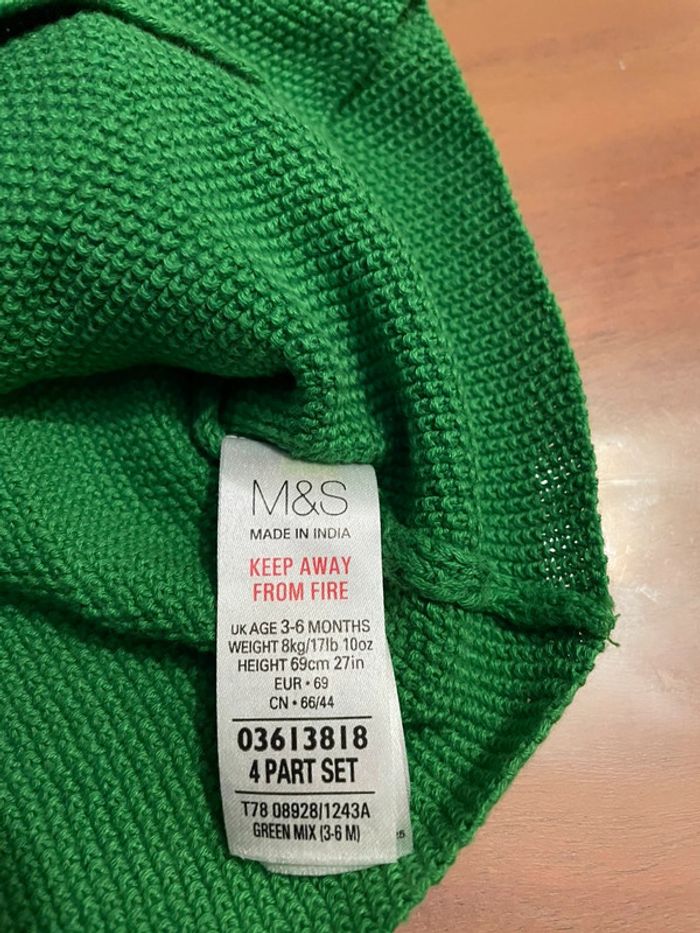 M&S
MADE IN INDIA
KEEP AWAY
FROM FIRE
UK AGE 3-6 MONTHS
WEIGHT 8kg/17lb 10oz
HEIGHT 69cm 27in
EUR • 69
CN • 66/44
03613818
4 PART SET
T78 08928/1243A
GREEN MIX (3-6 M)